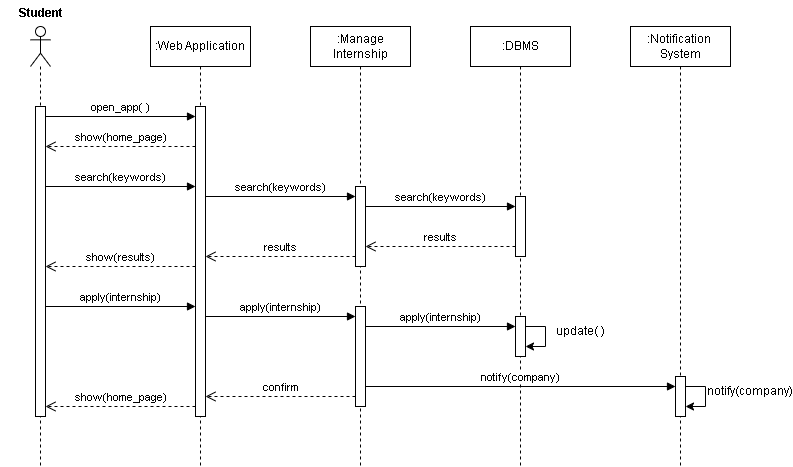 Student
:Web Application
:Manage
Internship
:DBMS
:Notification
System
open_app( )
show(home_page)
search(keywords)
search(keywords)
search(keywords)
results
results
show(results)
apply(internship)
apply(internship)
apply(internship)
update( )
notify(company)
notify(company)
confirm
show(home_page)